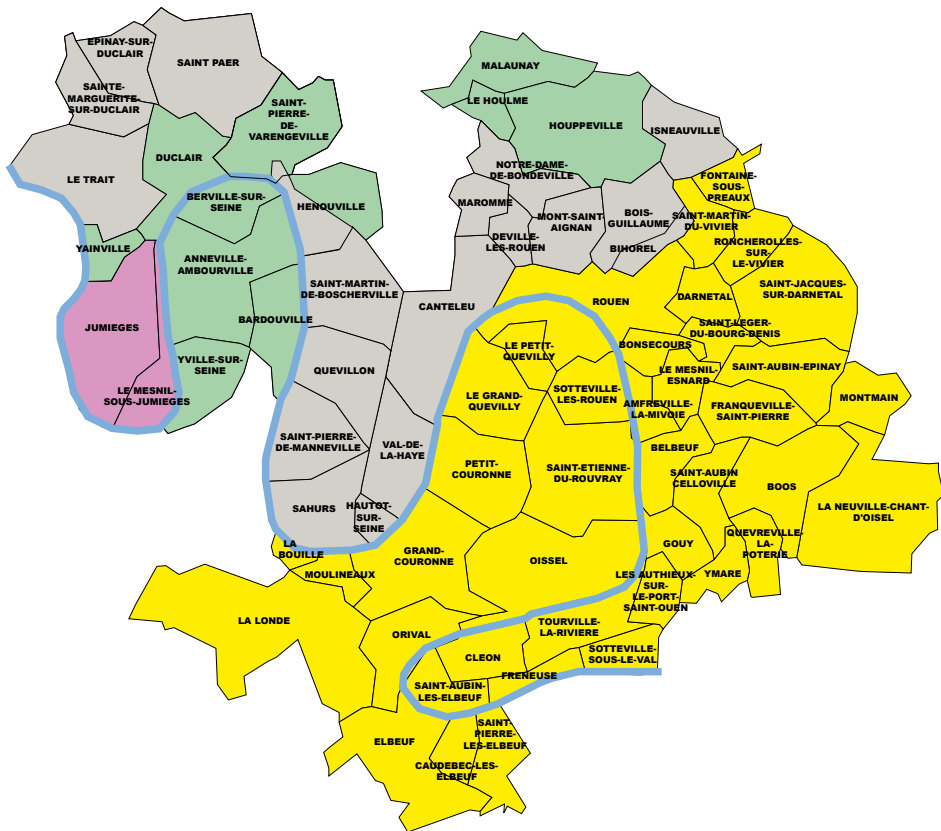 EPINAY-SUR-
DUCLAIR
SAINT PAER
SAINTE-
MARGUERITE-
SUR-DUCLAIR
SAINT-
PIERRE-
DE-
VARENGEVILLE
DUCLAIR
LE TRAIT
BERVILLE-SUR-
SEINE
HENOUVILLE
YAINVILLE
ANNEVILLE-
AMBOURVILLE
SAINT-MARTIN-
DE-BOSCHERVILLE
BARDOUVILLE
JUMIEGES
YVILLE-SUR-
SEINE
LE MESNIL-
SOUS-JUMIEGES
QUEVILLON
CANTELEU
SAINT-PIERRE-
DE-MANNEVILLE
VAL-DE-
LA-HAYE
SAHURS
HAUTOT-
SUR-
SEINE
MALAUNAY
LE HOULME
HOUPPEVILLE
ISNEAUVILLE
NOTRE-DAME-
DE-BONDEVILLE
MAROMME
MONT-SAINT-
AIGNAN
BOIS-
GUILLAUME
DEVILLE-
LES-ROUEN
BIHOREL
FONTAINE-
SOUS-
PREAUX
SAINT-MARTIN-
DU-VIVIER
RONCHEROLLES-
SUR-
LE-VIVIER
ROUEN
DARNETAL
SAINT-JACQUES-
SUR-DARNETAL
SAINT-LEGER-
DU-BOURG-DENIS
BONSECOURS
LE PETIT-
QUEVILLY
LE MESNIL-
ESNARD
SAINT-AUBIN-EPINAY
LE GRAND-
QUEVILLY
SOTTEVILLE-
LES-ROUEN
AMFREVILLE-
LA-MIVOIE
FRANQUEVILLE-
SAINT-PIERRE
MONTMAIN
BELBEUF
PETIT-
COURONNE
SAINT-ETIENNE-
DU-ROUVRAY
SAINT-AUBIN
CELLOVILLE
BOOS
LA NEUVILLE-CHANT-
D'OISEL
LA
BOUILLE
MOULINEAUX
GRAND-
COURONNE
OISSEL
GOUY
QUEVREVILLE-
LA-
POTERIE
YMARE
LES AUTHIEUX-
SUR-
LE-PORT-
SAINT-OUEN
LA LONDE
ORIVAL
TOURVILLE-
LA-RIVIERE
CLEON
SOTTEVILLE-
SOUS-LE-VAL
FRENEUSE
SAINT-AUBIN-
LES-ELBEUF
ELBEUF
SAINT-
PIERRE-
LES-ELBEUF
CAUDEBEC-LES-
ELBEUF